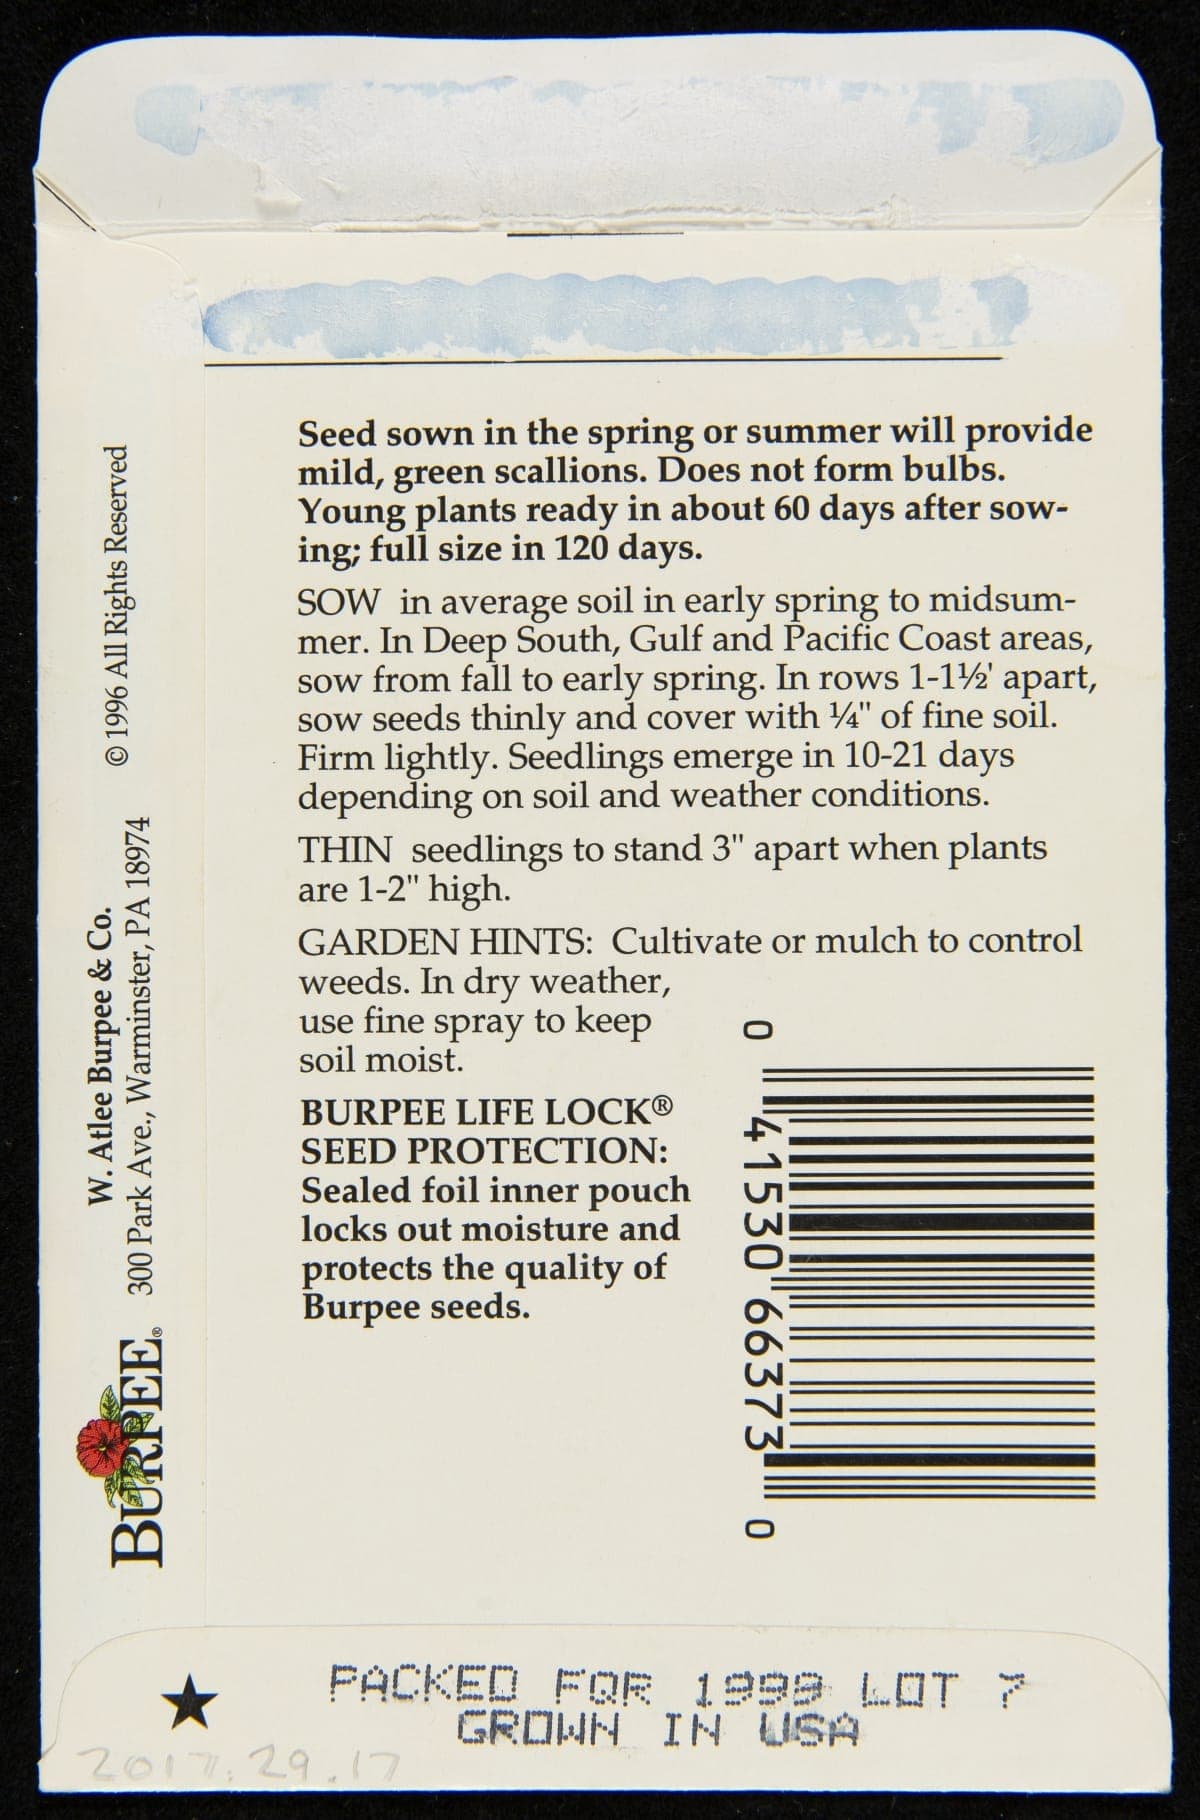 Seed sown in the spring or summer will provide
mild, green scallions. Does not form bulbs.
Young plants ready in about 60 days after sow-
ing; full size in 120 days.
SOW in average soil in early spring to midsum-
mer. In Deep South, Gulf and Pacific Coast areas,
sow from fall to early spring. In rows 1-1½' apart,
sow seeds thinly and cover with ¼" of fine soil.
Firm lightly. Seedlings emerge in 10-21 days
depending on soil and weather conditions.
THIN seedlings to stand 3" apart when plants
are 1-2" high.
GARDEN HINTS: Cultivate or mulch to control
weeds. In dry weather,
use fine spray to keep
soil moist.
BURPEE LIFE LOCK®
SEED PROTECTION:
Sealed foil inner pouch
locks out moisture and
protects the quality of
Burpee seeds.
0 41530 66373 0
BURPEE®
W. Atlee Burpee & Co.
300 Park Ave., Warminster, PA 18974
© 1996 All Rights Reserved
PACKED FOR 1999 LOT 7
GROWN IN USA
2017.29.17